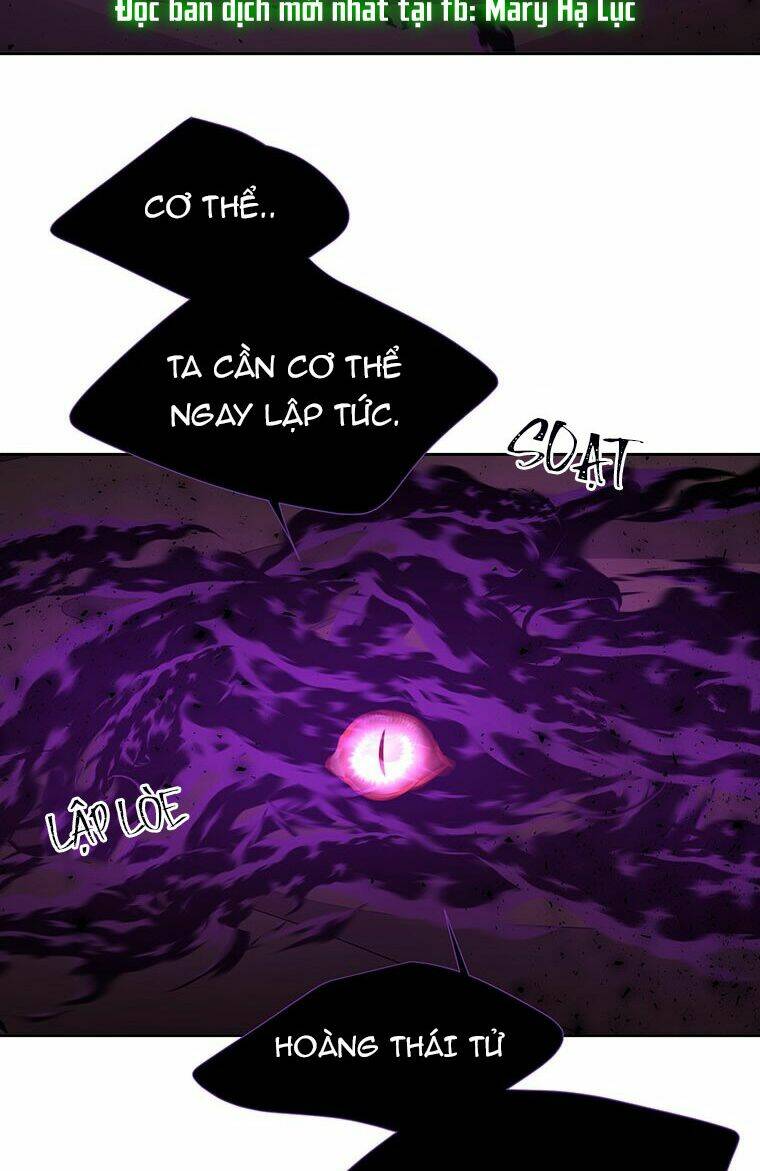 Đọc bản dịch mới nhất tại fb: Mary Hạ Lục
CƠ THỂ..
TA CẦN CƠ THỂ
NGAY LẬP TỨC.
SOẠT
LẬP LÒE
HOÀNG THÁI TỬ